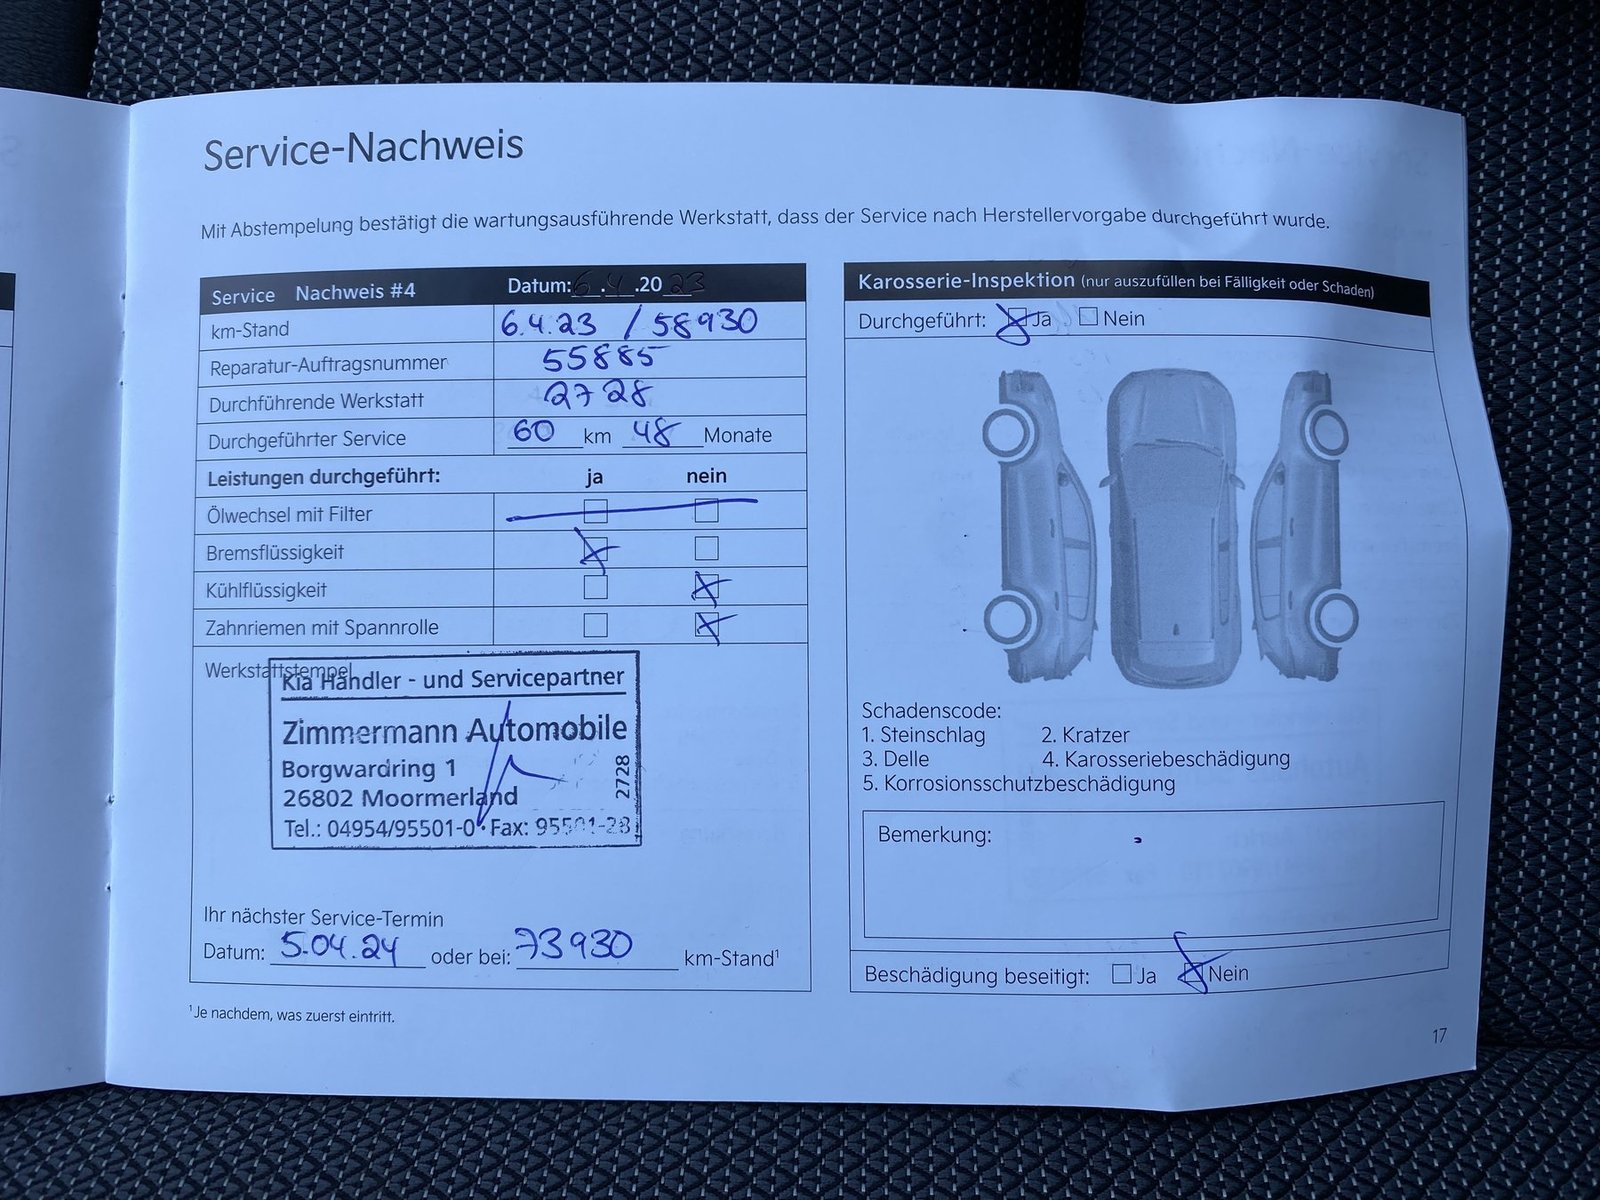 Service-Nachweis
Mit Abstempelung bestätigt die wartungsausführende Werkstatt, dass der Service nach Herstellervorgabe durchgeführt wurde.
Service Nachweis #4 Datum: 6.4.2023
km-Stand 6.4.23 / 58930
Reparatur-Auftragsnummer 55885
Durchführende Werkstatt 2728
Durchgeführter Service 60 km 48 Monate
Leistungen durchgeführt: ja nein
Ölwechsel mit Filter
Bremsflüssigkeit
Kühlflüssigkeit
Zahnriemen mit Spannrolle
Werkstattstempel
Kia Händler - und Servicepartner
Zimmermann Automobile
Borgwardring 1
26802 Moormerland
Tel.: 04954/95501-0 • Fax: 95501-28
2728
Ihr nächster Service-Termin
Datum: 5.04.24 oder bei: 73930 km-Stand¹
¹ Je nachdem, was zuerst eintritt.
Karosserie-Inspektion (nur auszufüllen bei Fälligkeit oder Schaden)
Durchgeführt: Ja Nein
Schadenscode:
1. Steinschlag 2. Kratzer
3. Delle 4. Karosseriebeschädigung
5. Korrosionsschutzbeschädigung
Bemerkung:
Beschädigung beseitigt: Ja Nein
17